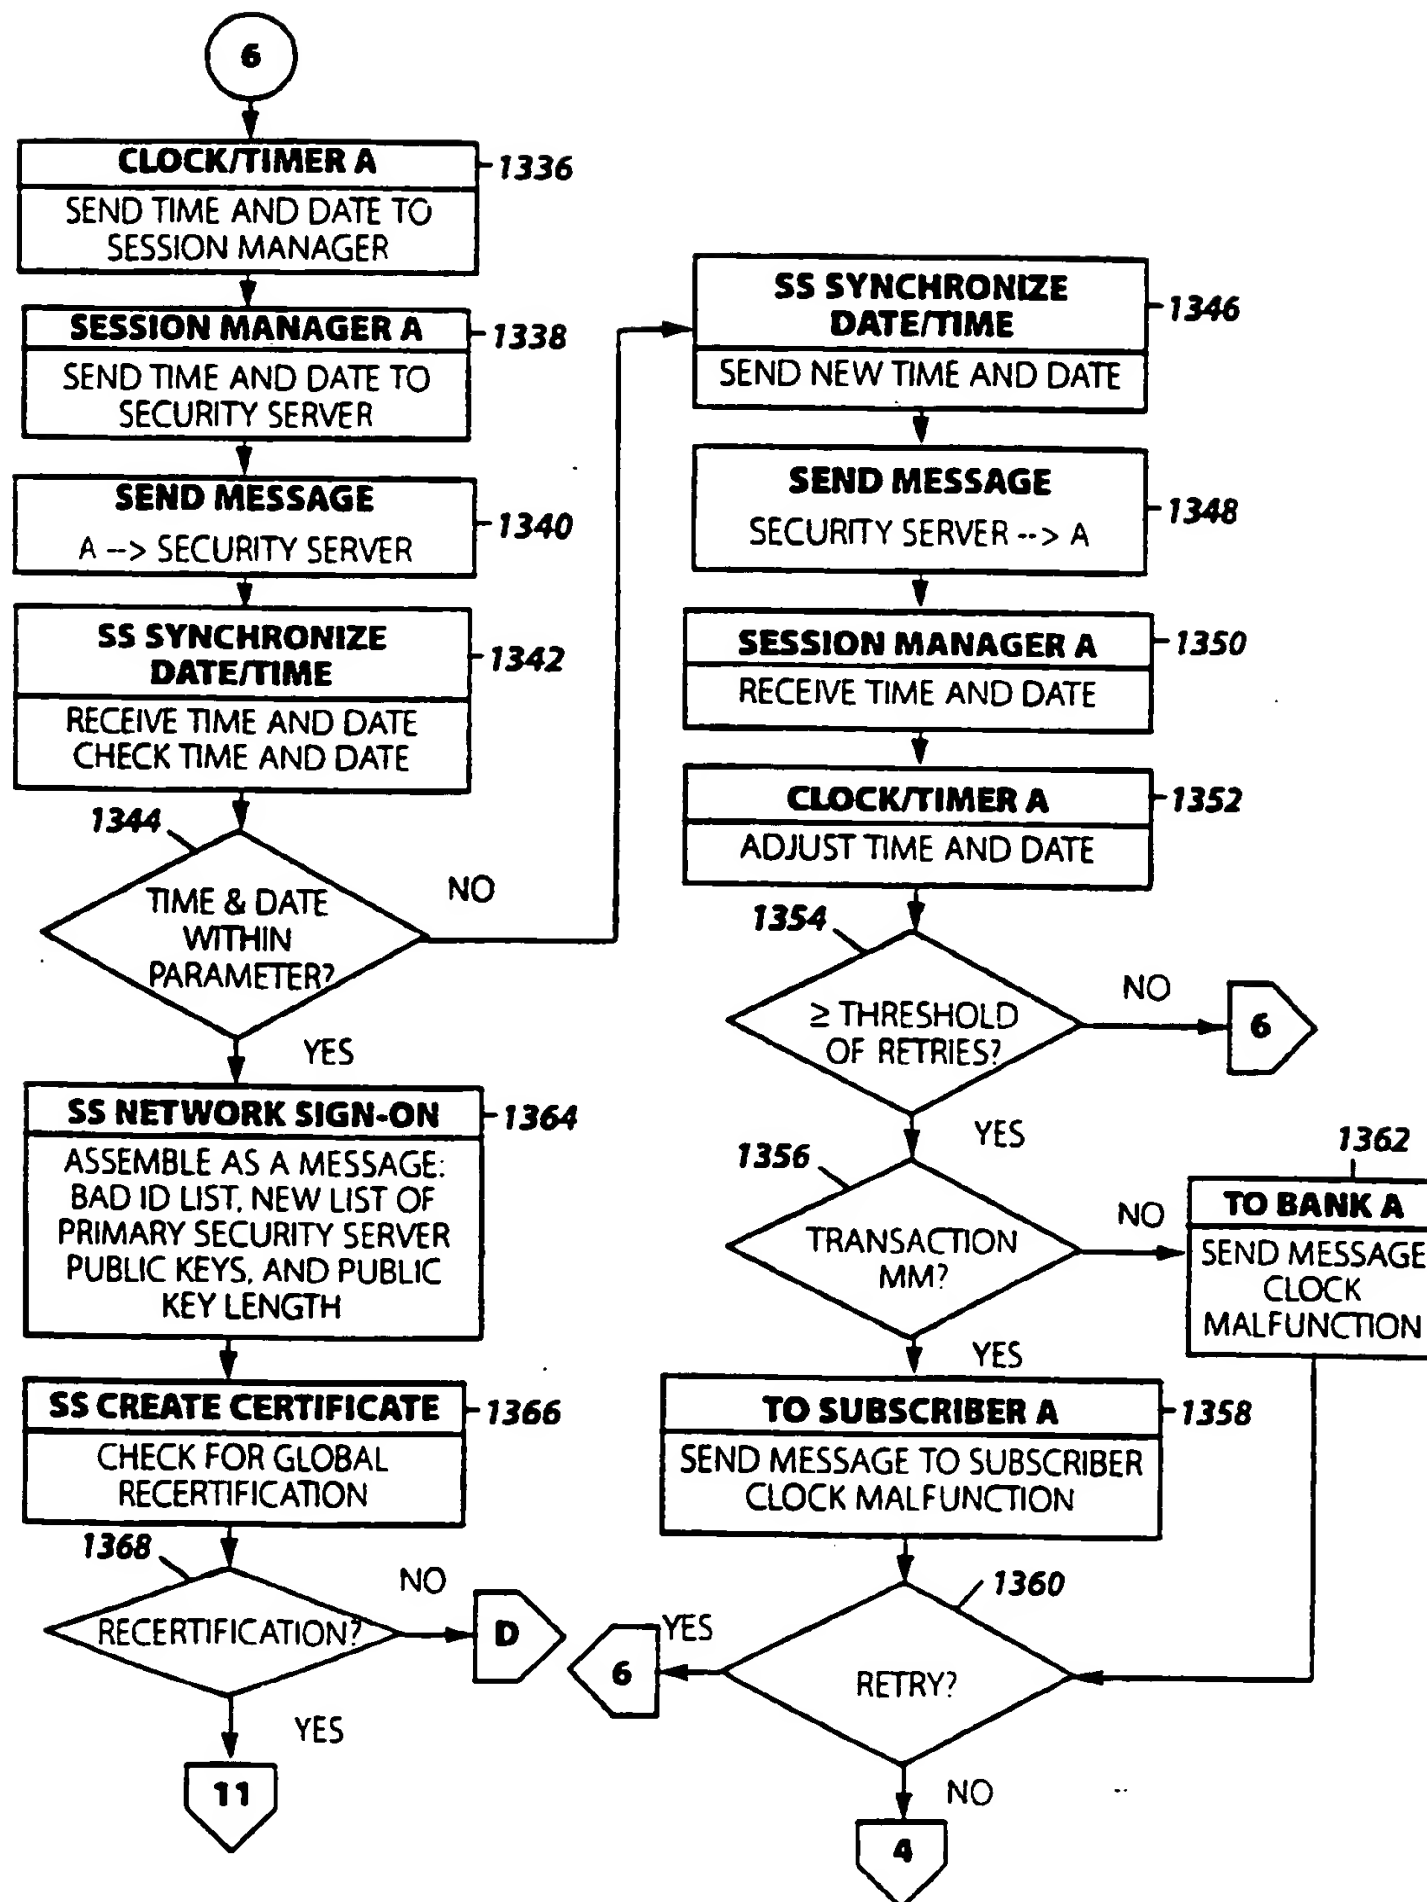 6
CLOCK/TIMER A
1336
SEND TIME AND DATE TO
SESSION MANAGER
SESSION MANAGER A
1338
SEND TIME AND DATE TO
SECURITY SERVER
SEND MESSAGE
1340
A --> SECURITY SERVER
SS SYNCHRONIZE
DATE/TIME
1342
RECEIVE TIME AND DATE
CHECK TIME AND DATE
1344
TIME & DATE
WITHIN
PARAMETER?
NO
YES
SS NETWORK SIGN-ON
1364
ASSEMBLE AS A MESSAGE:
BAD ID LIST, NEW LIST OF
PRIMARY SECURITY SERVER
PUBLIC KEYS, AND PUBLIC
KEY LENGTH
SS CREATE CERTIFICATE
1366
CHECK FOR GLOBAL
RECERTIFICATION
1368
RECERTIFICATION?
NO
D
YES
11
SS SYNCHRONIZE
DATE/TIME
1346
SEND NEW TIME AND DATE
SEND MESSAGE
1348
SECURITY SERVER --> A
SESSION MANAGER A
1350
RECEIVE TIME AND DATE
CLOCK/TIMER A
1352
ADJUST TIME AND DATE
1354
≥ THRESHOLD
OF RETRIES?
NO
6
YES
1356
TRANSACTION
MM?
NO
1362
TO BANK A
SEND MESSAGE
CLOCK
MALFUNCTION
YES
TO SUBSCRIBER A
1358
SEND MESSAGE TO SUBSCRIBER
CLOCK MALFUNCTION
1360
RETRY?
YES
6
NO
4